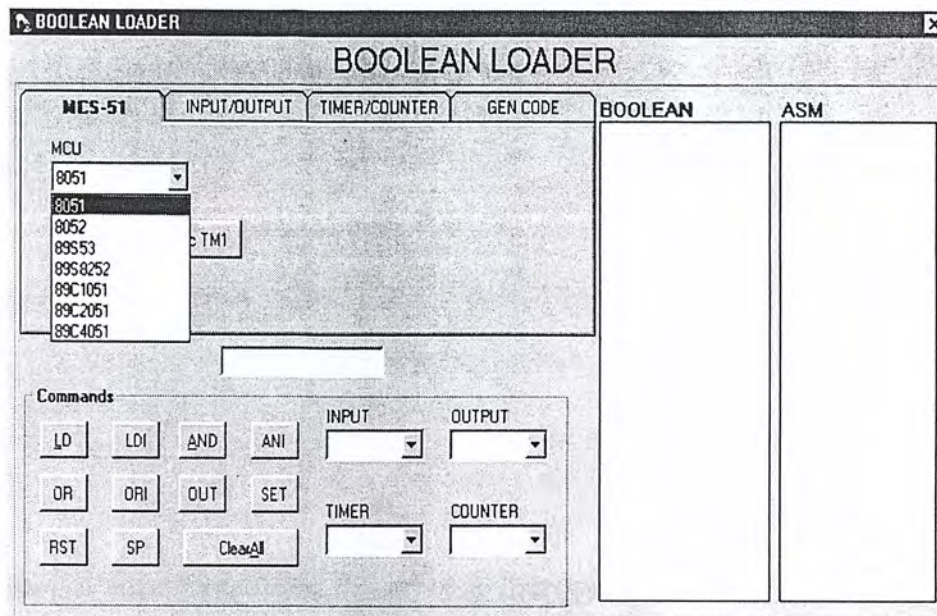 BOOLEAN LOADER
BOOLEAN LOADER
MCS-51
INPUT/OUTPUT
TIMER/COUNTER
GEN CODE
BOOLEAN
ASM
MCU
8051
8051
8052
89S53
89S8252
89C1051
89C2051
89C4051
c TM1
Commands
LD
LDI
AND
ANI
INPUT
OUTPUT
OR
ORI
OUT
SET
TIMER
COUNTER
RST
SP
ClearAll